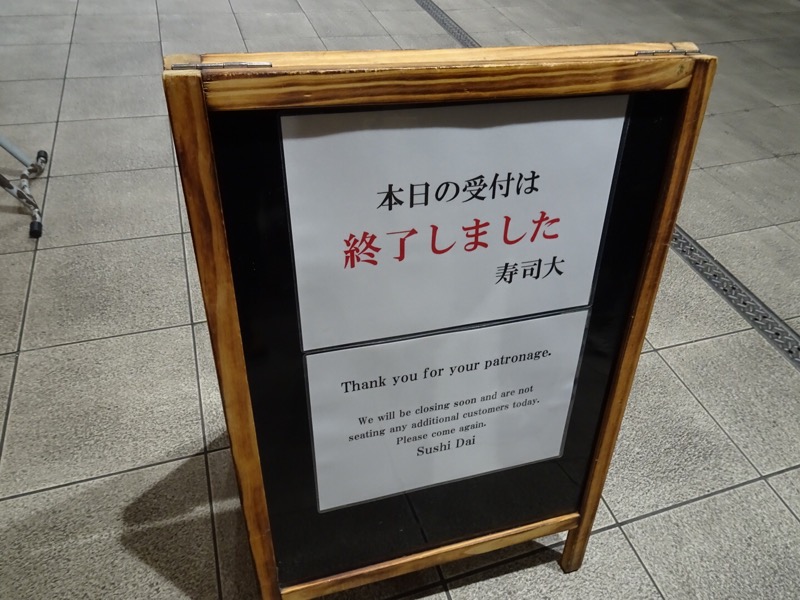 本日の受付は
終了しました
寿司大
Thank you for your patronage.
We will be closing soon and are not
seating any additional customers today.
Please come again.
Sushi Dai